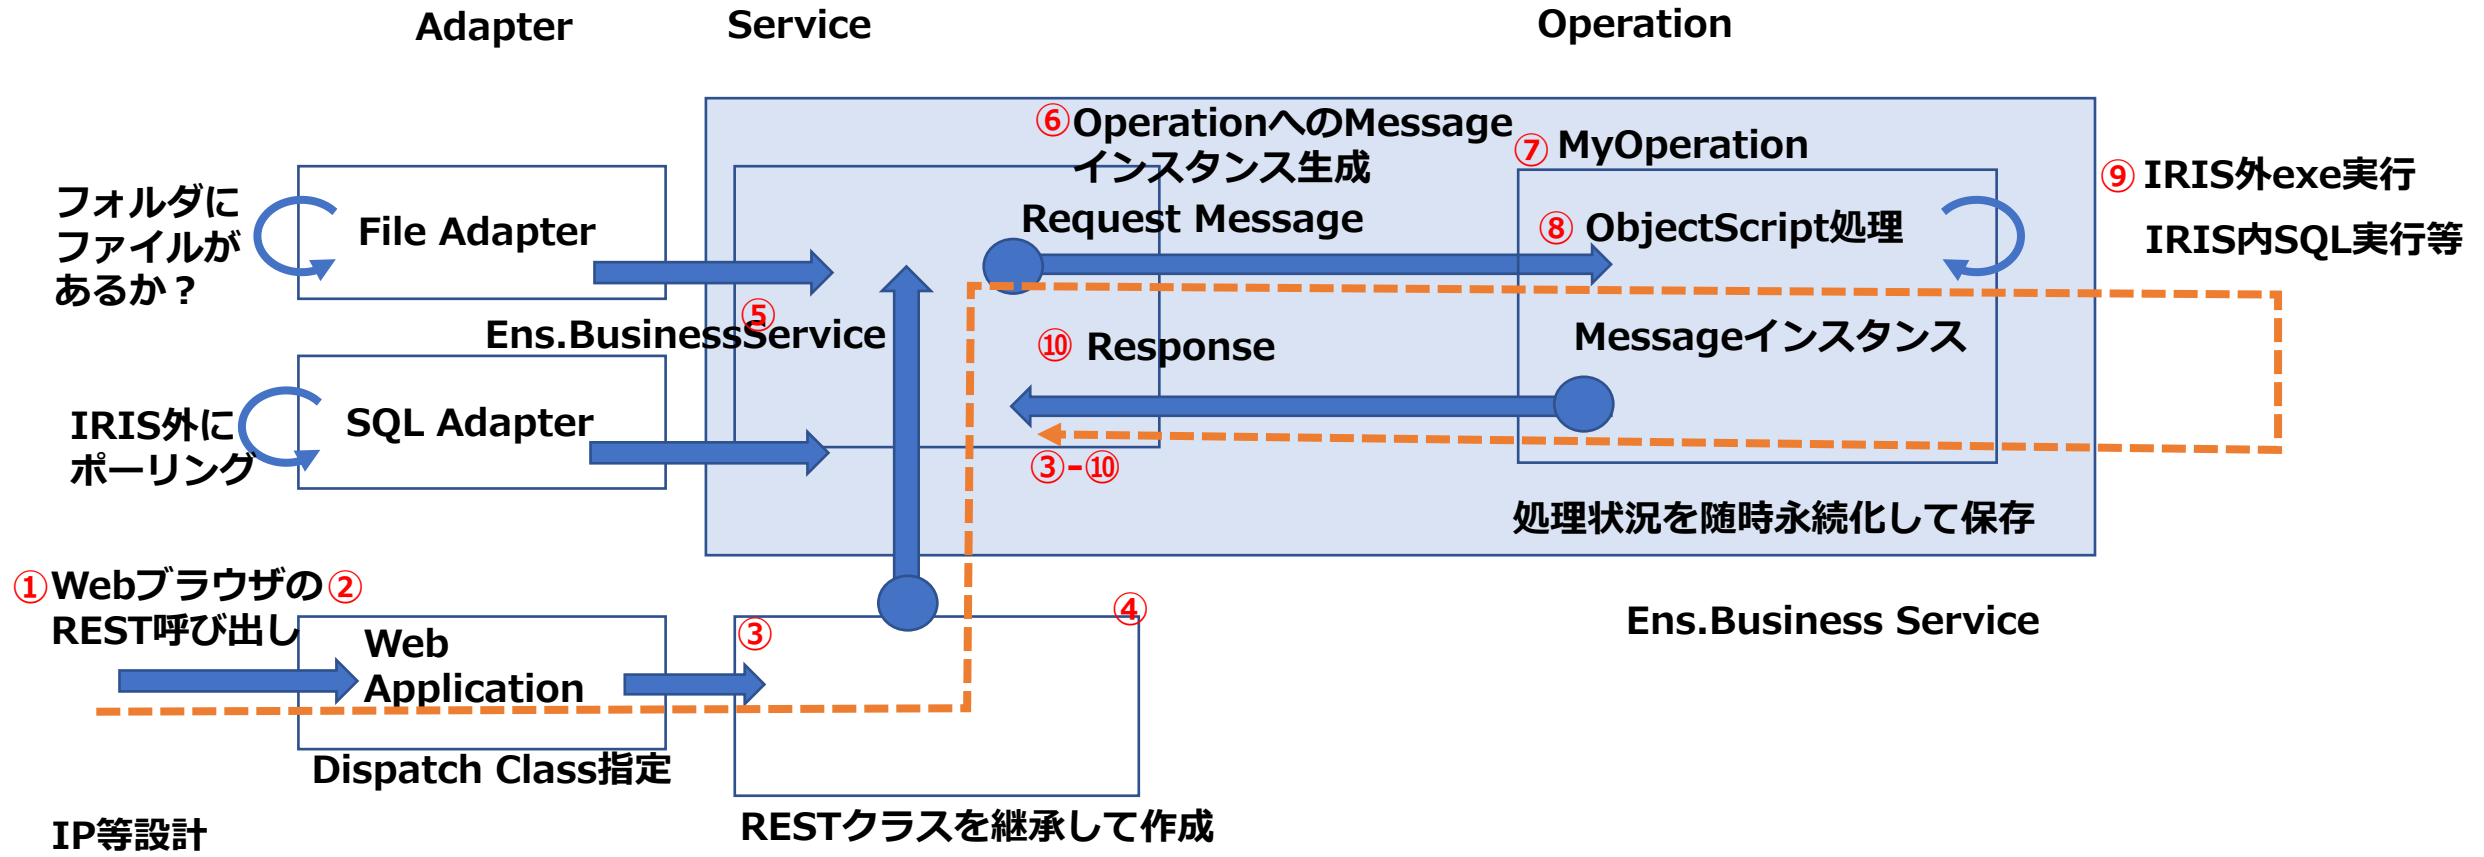 Adapter
Service
Operation
⑥OperationへのMessage
インスタンス生成
⑦ MyOperation
⑨ IRIS外exe実行
IRIS内SQL実行等
フォルダに
ファイルが
あるか？
File Adapter
Request Message
⑧ ObjectScript処理
⑤
Ens.BusinessService
⑩ Response
Messageインスタンス
IRIS外に
ポーリング
SQL Adapter
③-⑩
処理状況を随時永続化して保存
①Webブラウザの②
REST呼び出し
Web
Application
③
④
Ens.Business Service
Dispatch Class指定
RESTクラスを継承して作成
IP等設計